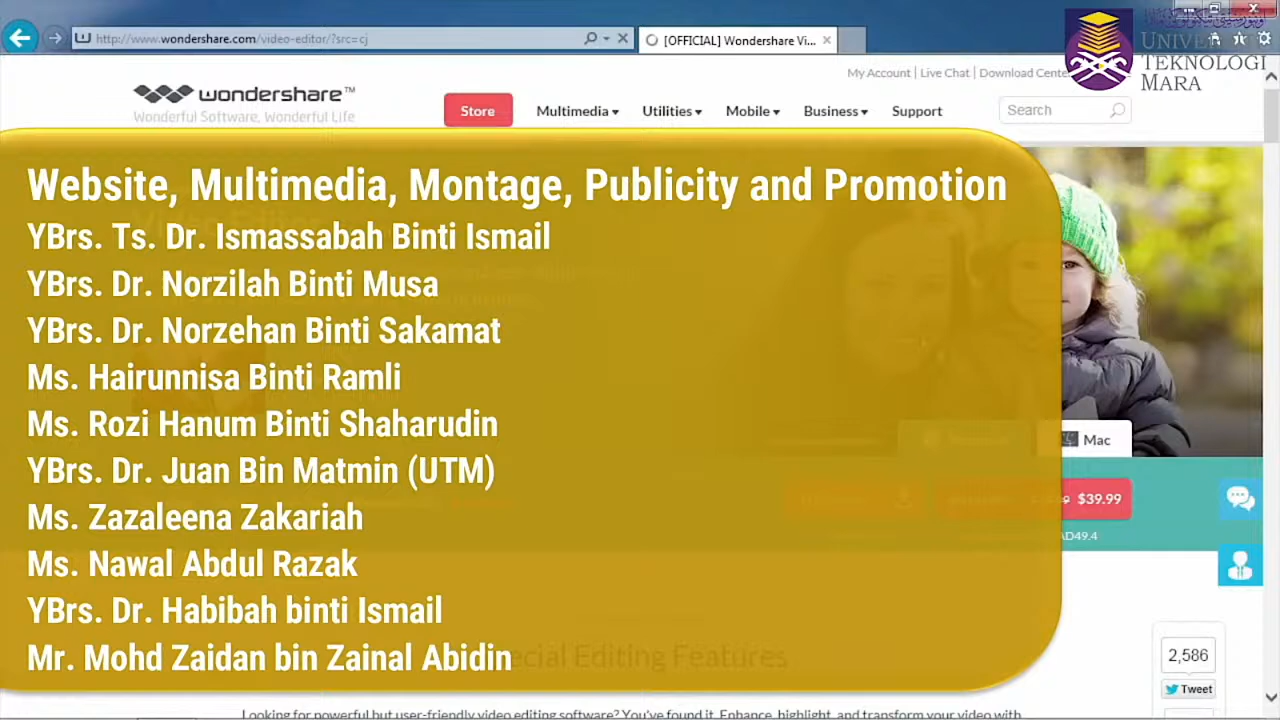 http://www.wondershare.com/video-editor/?src=cj
[OFFICIAL] Wondershare Vi...
UNIVERSITI
TEKNOLOGI
MARA
My Account | Live Chat | Download Center
wondershare™
Wonderful Software, Wonderful Life
Store
Multimedia
Utilities
Mobile
Business
Support
Search
Website, Multimedia, Montage, Publicity and Promotion
YBrs. Ts. Dr. Ismassabah Binti Ismail
YBrs. Dr. Norzilah Binti Musa
YBrs. Dr. Norzehan Binti Sakamat
Ms. Hairunnisa Binti Ramli
Ms. Rozi Hanum Binti Shaharudin
YBrs. Dr. Juan Bin Matmin (UTM)
Ms. Zazaleena Zakariah
Ms. Nawal Abdul Razak
YBrs. Dr. Habibah binti Ismail
Mr. Mohd Zaidan bin Zainal Abidin
Mac
$39.99
AD49.4
Special Editing Features
2,586
Tweet
Looking for powerful but user-friendly video editing software? You've found it. Enhance, highlight, and transform your video with